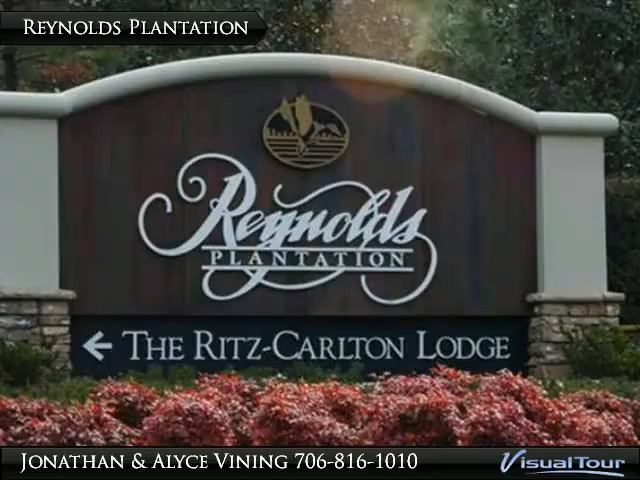 Reynolds Plantation
Reynolds
PLANTATION
← The Ritz-Carlton Lodge
Jonathan & Alyce Vining 706-816-1010
VisualTour